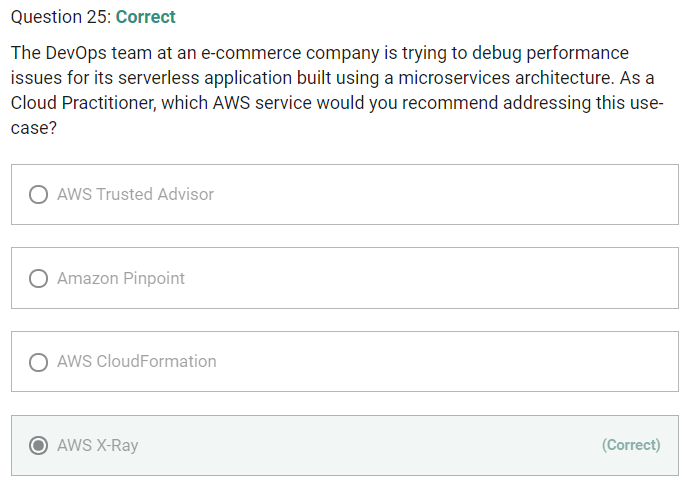 Question 25: Correct
The DevOps team at an e-commerce company is trying to debug performance
issues for its serverless application built using a microservices architecture. As a
Cloud Practitioner, which AWS service would you recommend addressing this use-
case?
AWS Trusted Advisor
Amazon Pinpoint
AWS CloudFormation
AWS X-Ray (Correct)